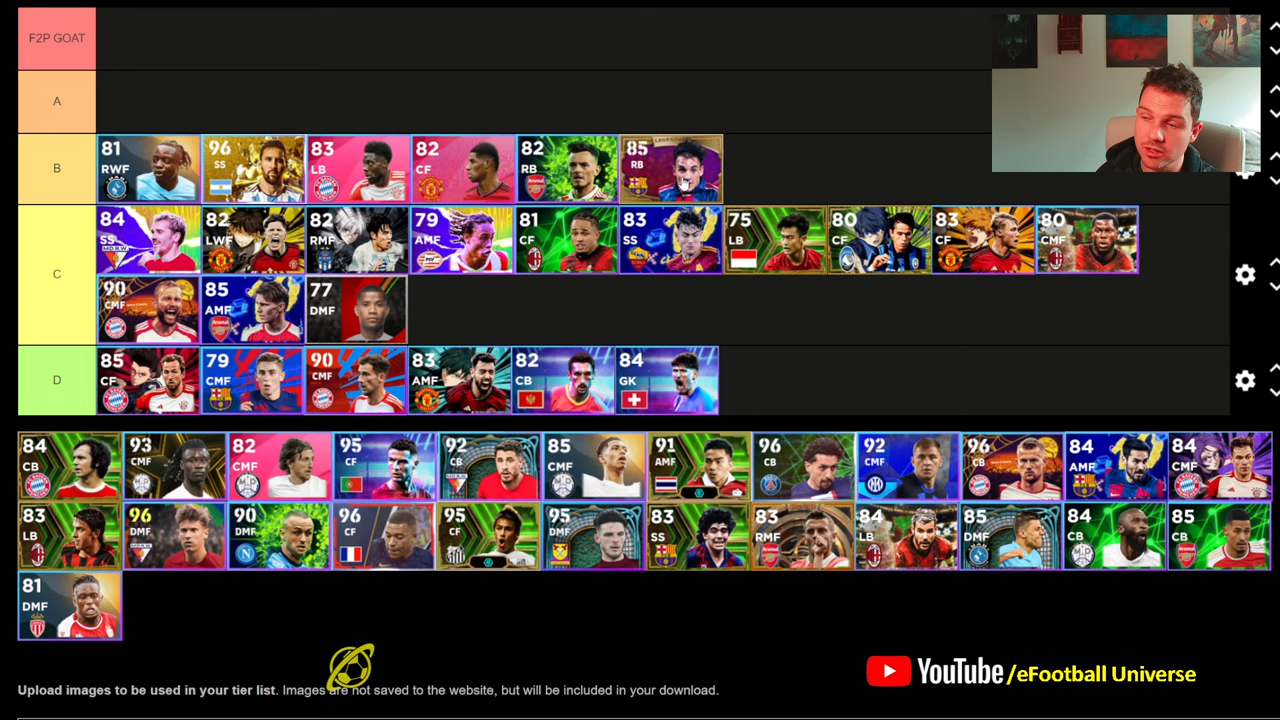 F2P GOAT
A
B
81 RWF
96 SS
83 LB
82 CF
82 RB
85 RB
C
84 SS
82 LWF
82 RMF
79 AMF
81 CF
83 SS
75 LB
80 CF
83 CF
80 CMF
90 CMF
85 AMF
77 DMF
D
85 CF
79 CMF
90 CMF
83 AMF
82 CB
84 GK
84 CB
93 CMF
82 CMF
95 CF
92 CB
85 CMF
91 AMF
96 CB
92 CMF
96 CB
84 AMF
84 CMF
83 LB
96 DMF
90 DMF
96 CF
95 CF
95 DMF
83 SS
83 RMF
84 LB
85 DMF
84 CB
85 CB
81 DMF
YouTube /eFootball Universe
Upload images to be used in your tier list. Images are not saved to the website, but will be included in your download.